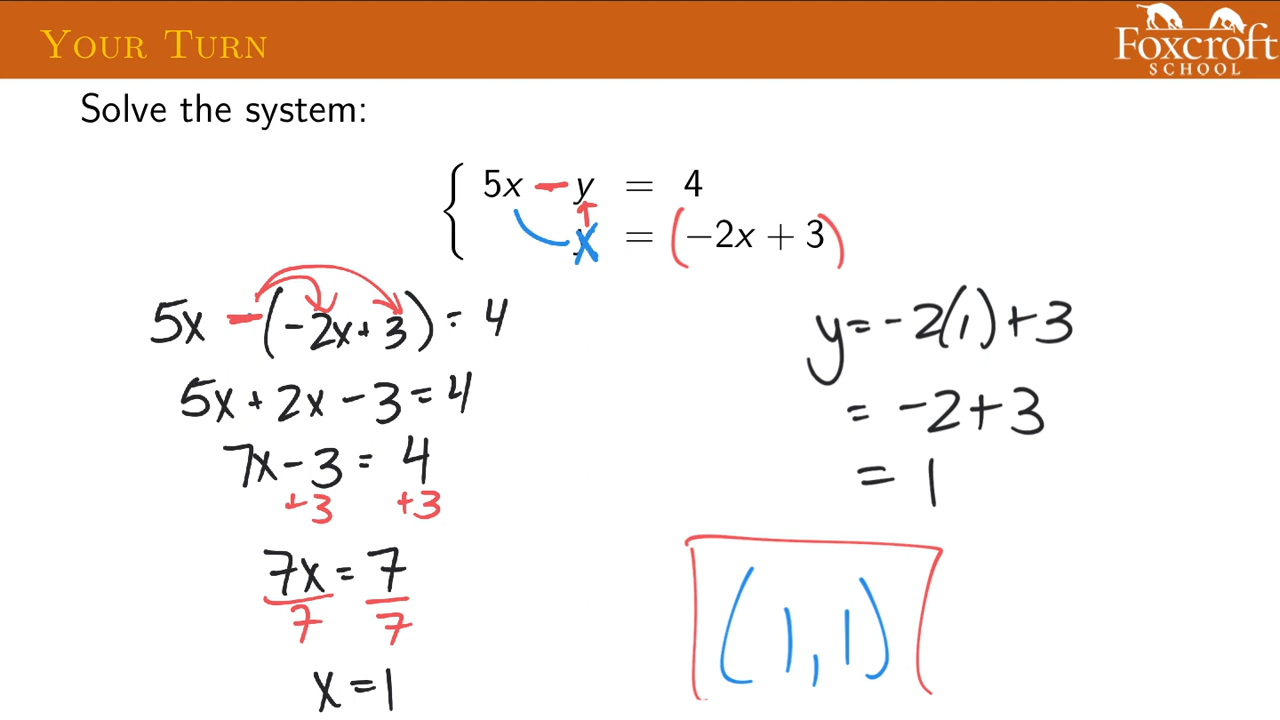 YOUR TURN
Foxcroft
SCHOOL
Solve the system:
5x − y = 4
x = (−2x + 3)
5x − (−2x + 3) = 4
5x + 2x − 3 = 4
7x − 3 = 4
+3 +3
7x = 7
7 7
x = 1
y = −2(1) + 3
= −2 + 3
= 1
(1, 1)